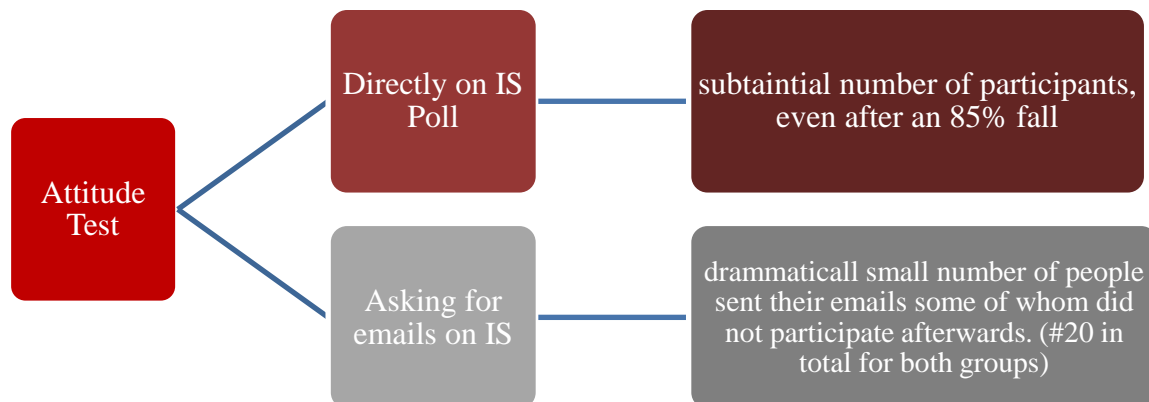 Attitude
Test
Directly on IS
Poll
subtaintial number of participants,
even after an 85% fall
Asking for
emails on IS
drammaticall small number of people
sent their emails some of whom did
not participate afterwards. (#20 in
total for both groups)